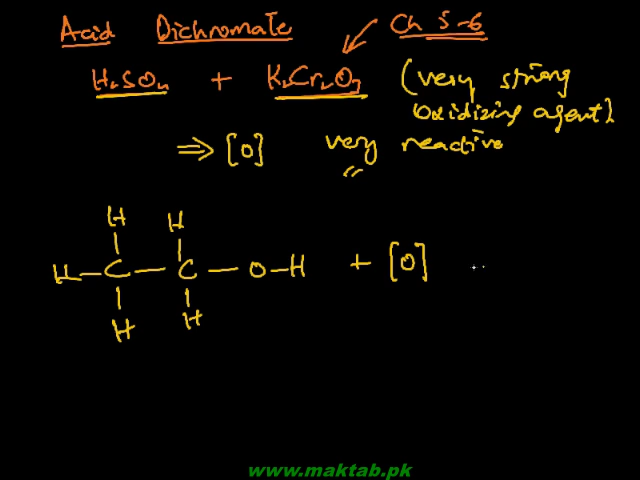 Acid Dichromate Ch 5-6
H₂SO₄ + K₂Cr₂O₇ (very strong
oxidizing agent)
⇒ [O] very reactive
H H
H–C–C–O–H + [O]
H H
www.maktab.pk